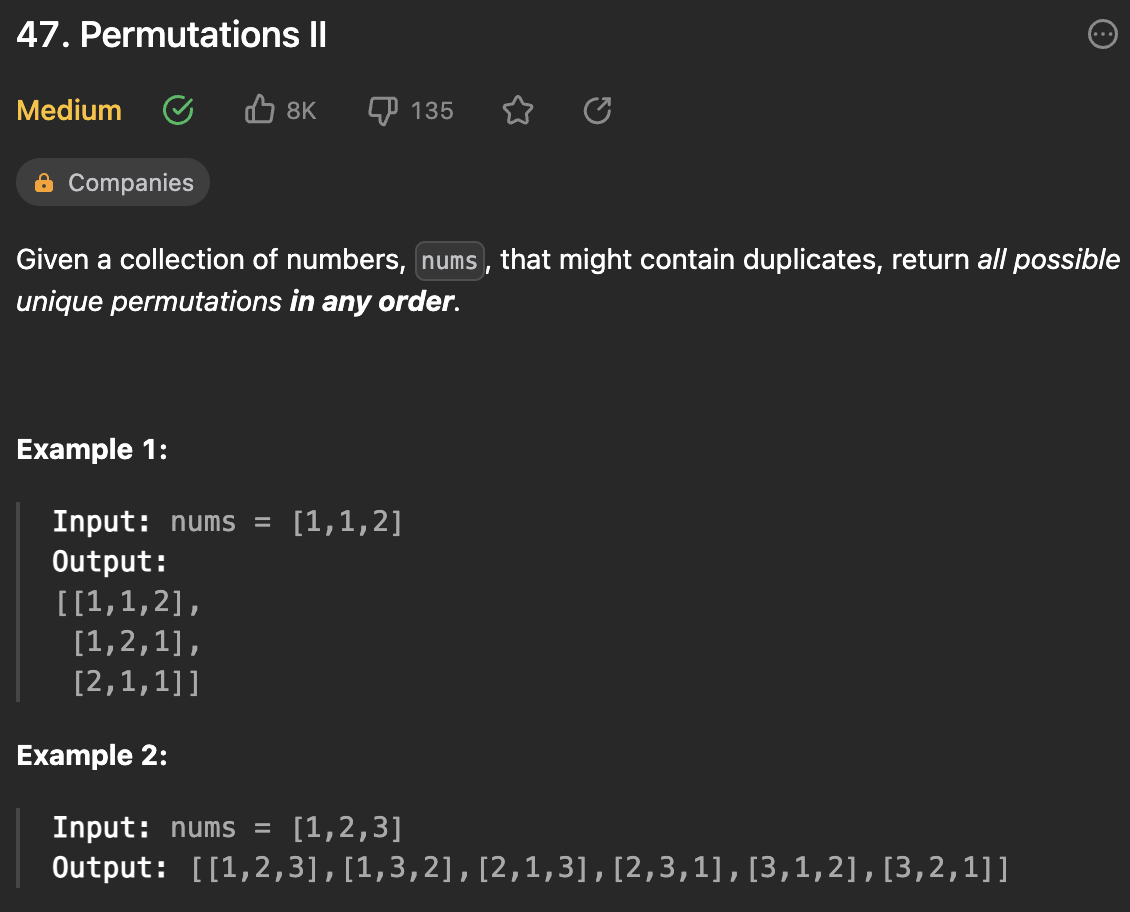 47. Permutations II
Medium 8K 135
Companies
Given a collection of numbers, nums, that might contain duplicates, return all possible
unique permutations in any order.
Example 1:
Input: nums = [1,1,2]
Output:
[[1,1,2],
[1,2,1],
[2,1,1]]
Example 2:
Input: nums = [1,2,3]
Output: [[1,2,3],[1,3,2],[2,1,3],[2,3,1],[3,1,2],[3,2,1]]